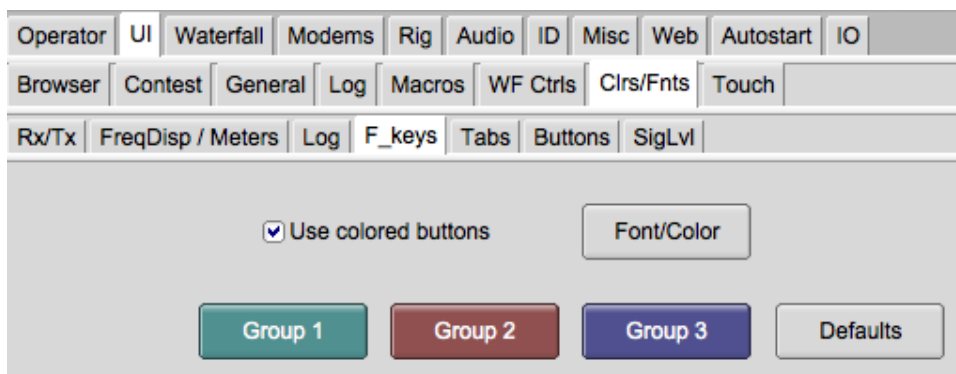 Operator UI Waterfall Modems Rig Audio ID Misc Web Autostart IO
Browser Contest General Log Macros WF Ctrls Clrs/Fnts Touch
Rx/Tx FreqDisp / Meters Log F_keys Tabs Buttons SigLvl
Use colored buttons Font/Color
Group 1 Group 2 Group 3 Defaults